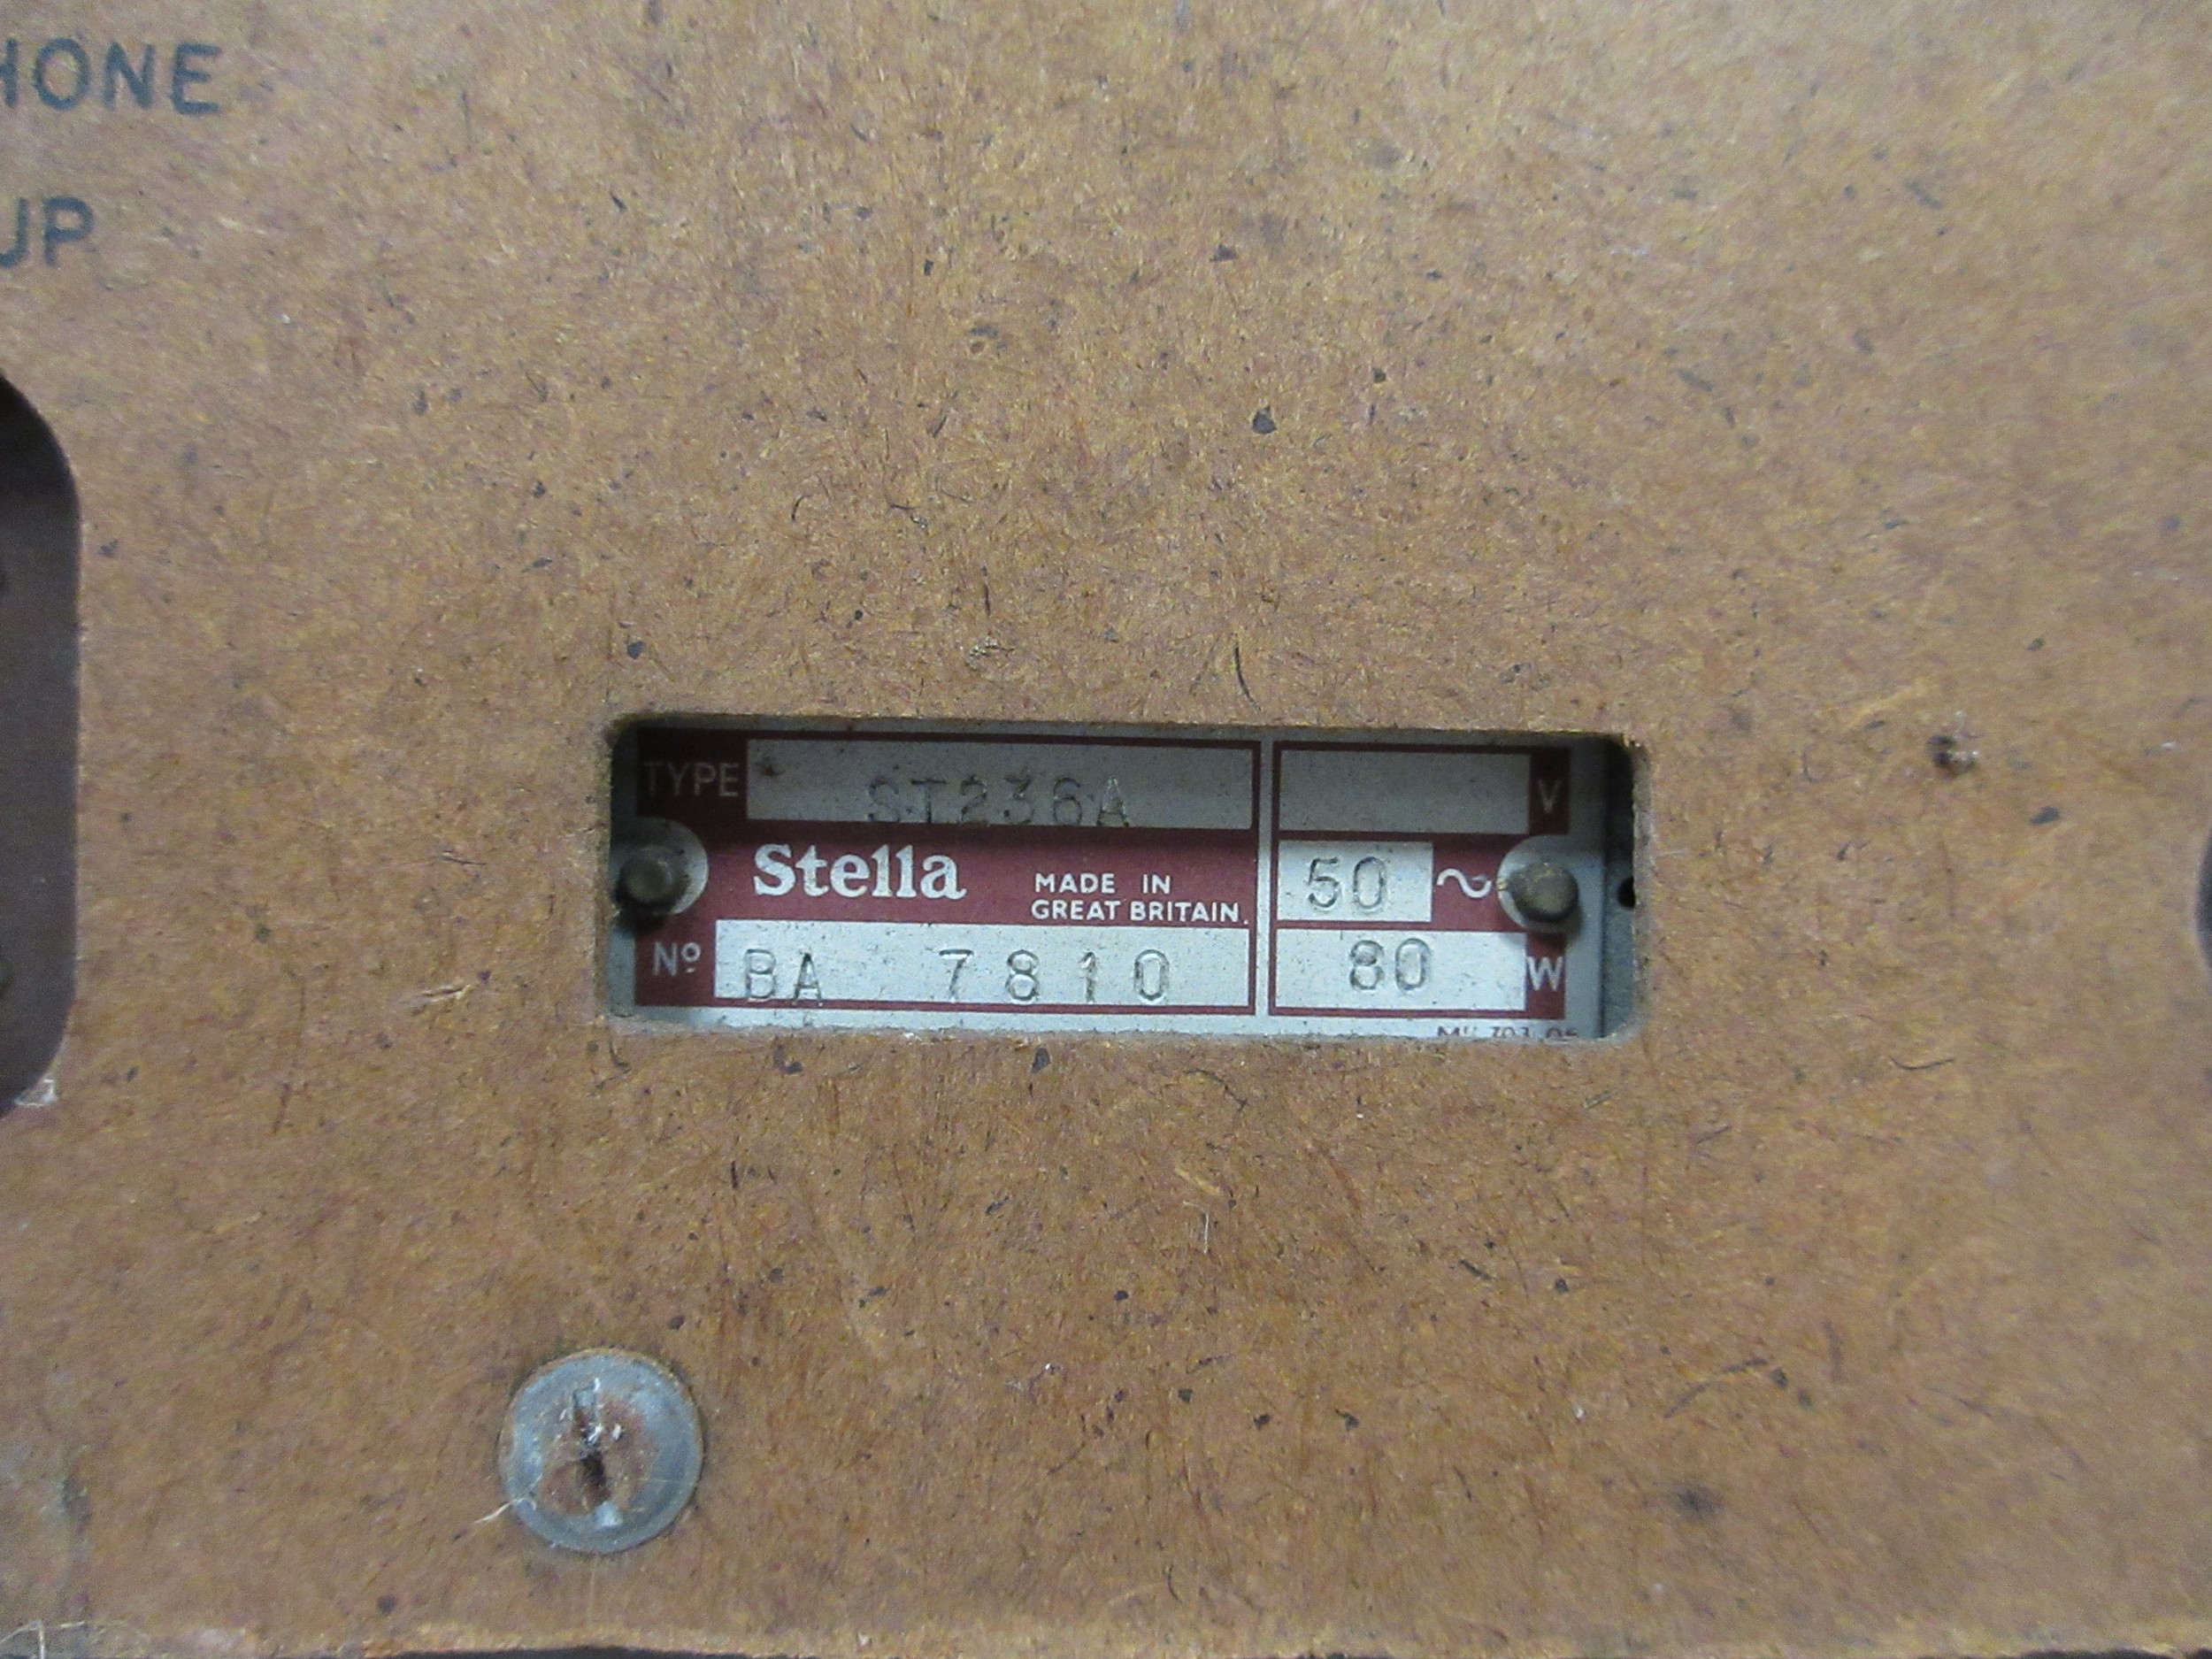 HONE
UP
TYPE ST236A V
Stella MADE IN
GREAT BRITAIN. 50 ~
Nº BA 7810 80 W